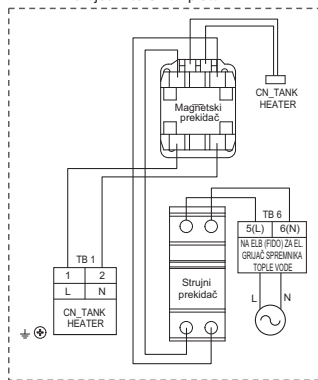 CN_TANK
HEATER
Magnetski
prekidač
TB 6
5(L) 6(N)
NA ELB (FIDO) ZA EL.
GRIJAČ SPREMNIKA
TOPLE VODE
L N
TB 1
1 2
L N
CN_TANK
HEATER
Strujni
prekidač